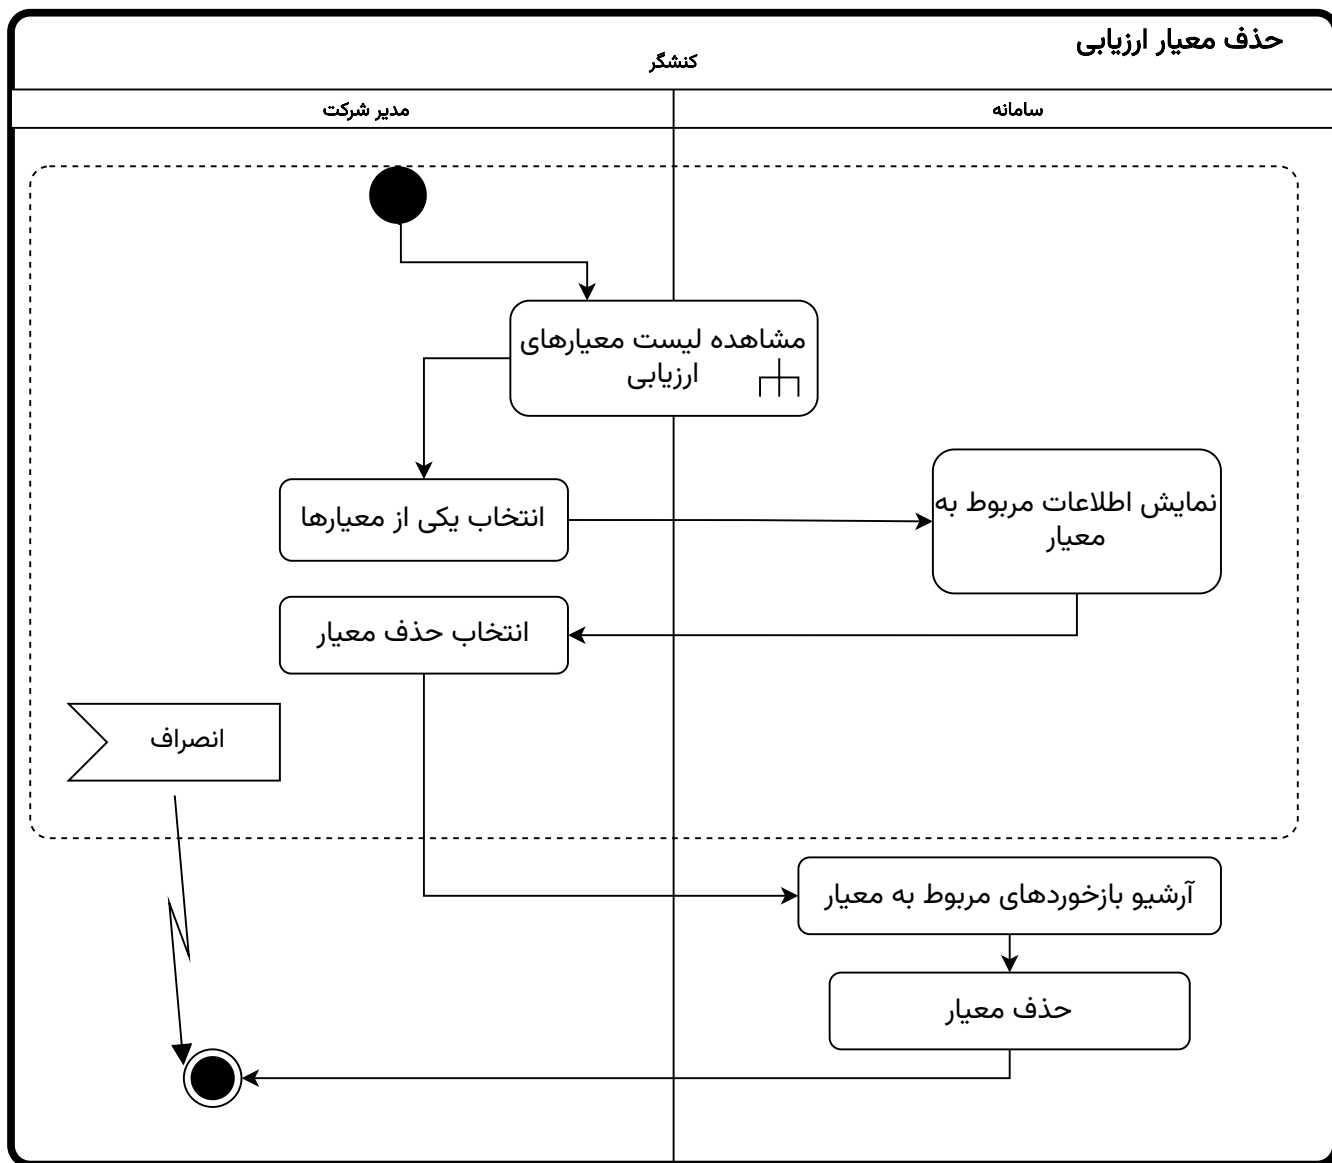 حذف معیار ارزیابی
کنشگر
سامانه
مدیر شرکت
مشاهده لیست معیارهای
ارزیابی
انتخاب یکی از معیارها
نمایش اطلاعات مربوط به
معیار
انتخاب حذف معیار
انصراف
آرشیو بازخوردهای مربوط به معیار
حذف معیار